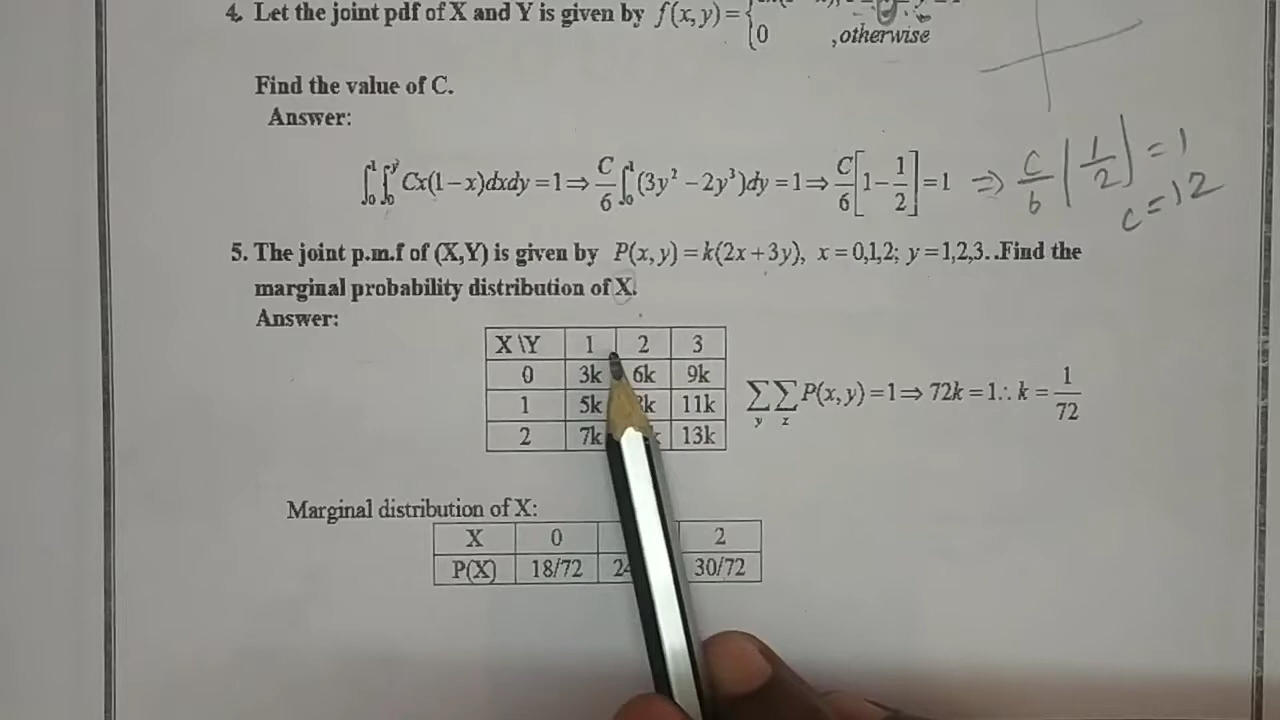 4. Let the joint pdf of X and Y is given by f(x, y) = {
0 , otherwise
Find the value of C.
Answer:
∫₀¹∫₀^y Cx(1−x)dxdy = 1 ⇒ C/6 ∫₀¹(3y² − 2y³)dy = 1 ⇒ C/6 [1 − 1/2] = 1 ⇒ C/6 (1/2) = 1
C = 12
5. The joint p.m.f of (X,Y) is given by P(x, y) = k(2x + 3y), x = 0,1,2; y = 1,2,3. .Find the
marginal probability distribution of X.
Answer:
X \Y 1 2 3
0 3k 6k 9k
1 5k k 11k
2 7k 13k
∑y ∑x P(x, y) = 1 ⇒ 72k = 1 ∴ k = 1/72
Marginal distribution of X:
X 0 2
P(X) 18/72 30/72